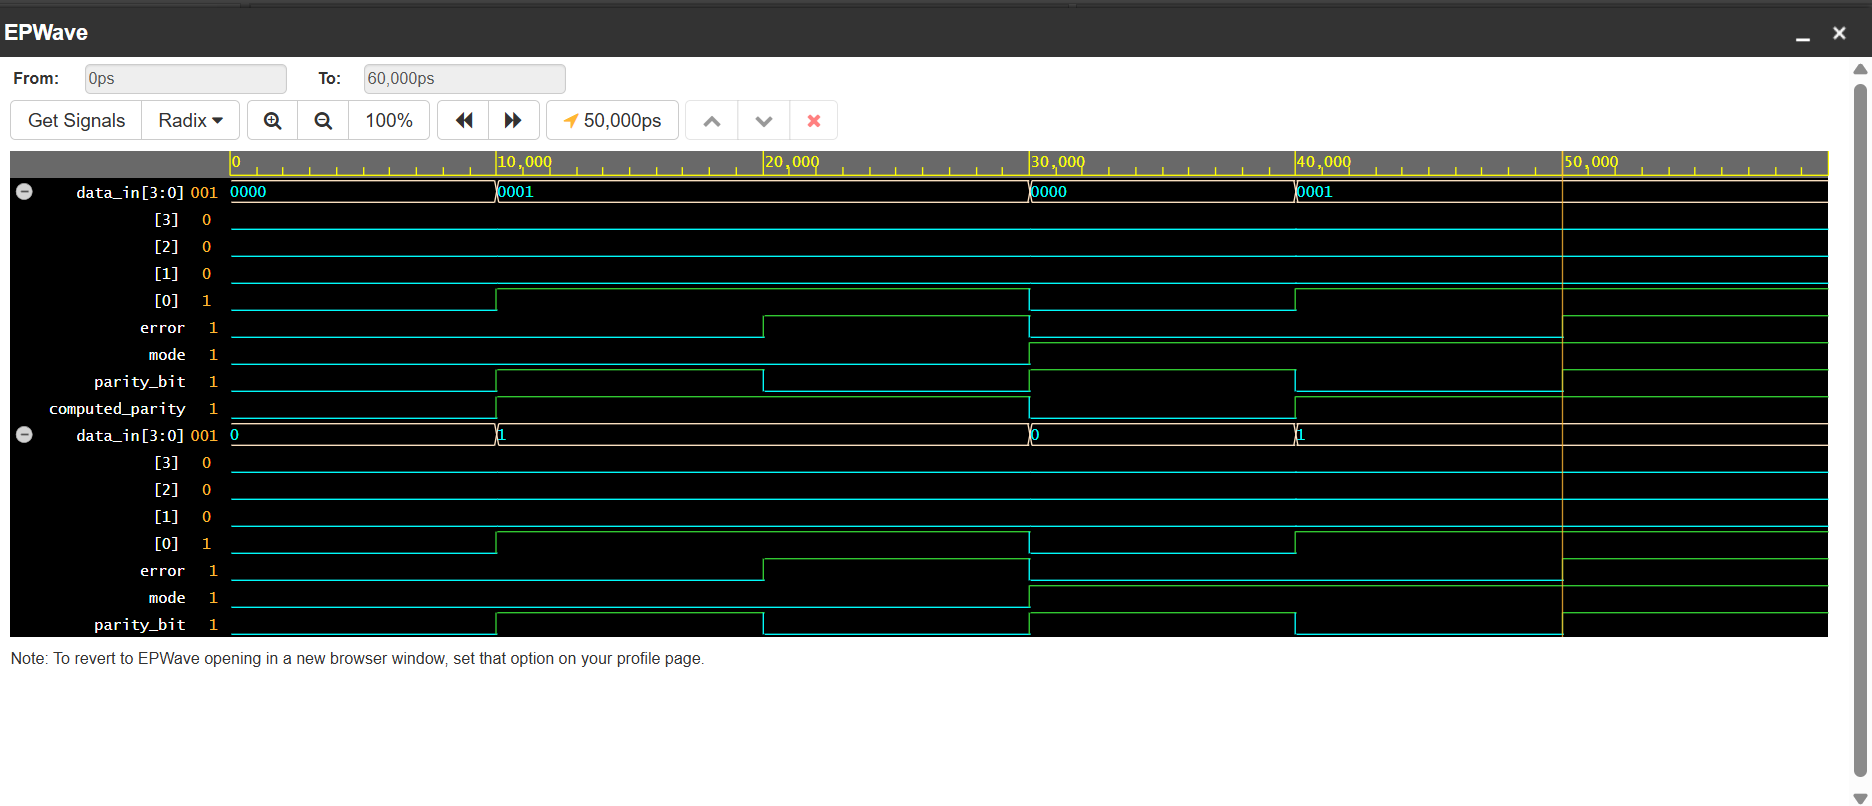 EPWave
From: 0ps To: 60,000ps
Get Signals Radix 100% 50,000ps
0 10,000 20,000 30,000 40,000 50,000
data_in[3:0] 001 0000 0001 0000 0001
[3] 0
[2] 0
[1] 0
[0] 1
error 1
mode 1
parity_bit 1
computed_parity 1
data_in[3:0] 001 0 1 0 1
[3] 0
[2] 0
[1] 0
[0] 1
error 1
mode 1
parity_bit 1
Note: To revert to EPWave opening in a new browser window, set that option on your profile page.